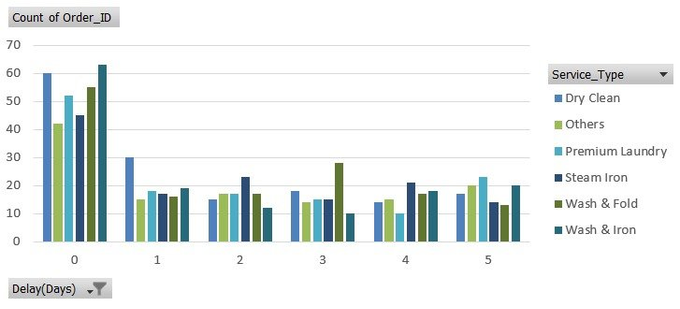 Count of Order_ID
70
60
50
40
30
20
10
0
0 1 2 3 4 5
Service_Type
Dry Clean
Others
Premium Laundry
Steam Iron
Wash & Fold
Wash & Iron
Delay(Days)